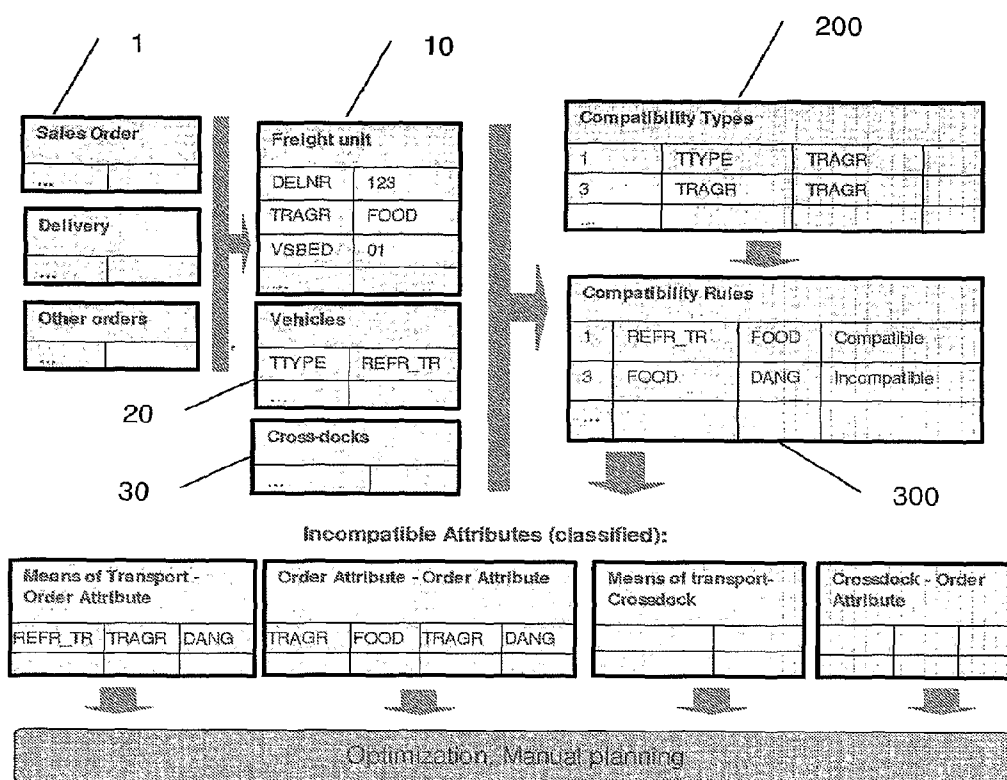 1
10
200
Sales Order
...
Delivery
...
Other orders
...
Freight unit
DELNR 123
TRAGR FOOD
VSBED 01
...
Vehicles
TTYPE REFR_TR
...
Cross-docks
...
20
30
Compatibility Types
1 TTYPE TRAGR
3 TRAGR TRAGR
...
Compatibility Rules
1 REFR_TR FOOD Compatible
3 FOOD DANG Incompatible
...
300
Incompatible Attributes (classified):
Means of Transport -
Order Attribute
REFR_TR TRAGR DANG
Order Attribute - Order Attribute
TRAGR FOOD TRAGR DANG
Means of transport-
Crossdock
Crossdock - Order
Attribute
Optimization, Manual planning